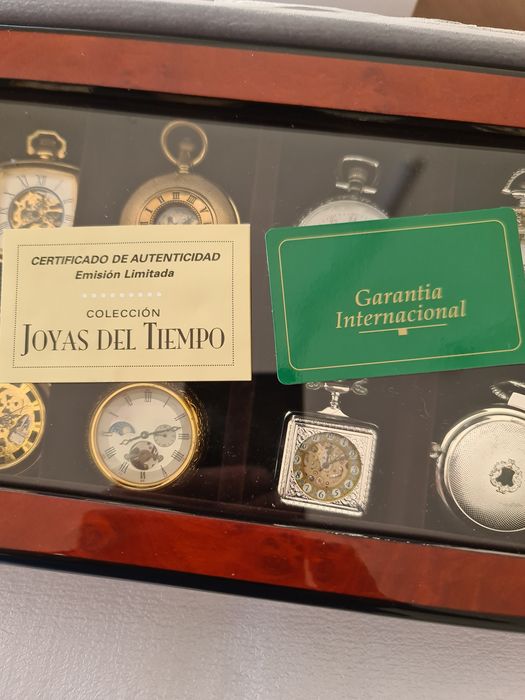 CERTIFICADO DE AUTENTICIDAD
Emisión Limitada
COLECCIÓN
JOYAS DEL TIEMPO
Garantia
Internacional